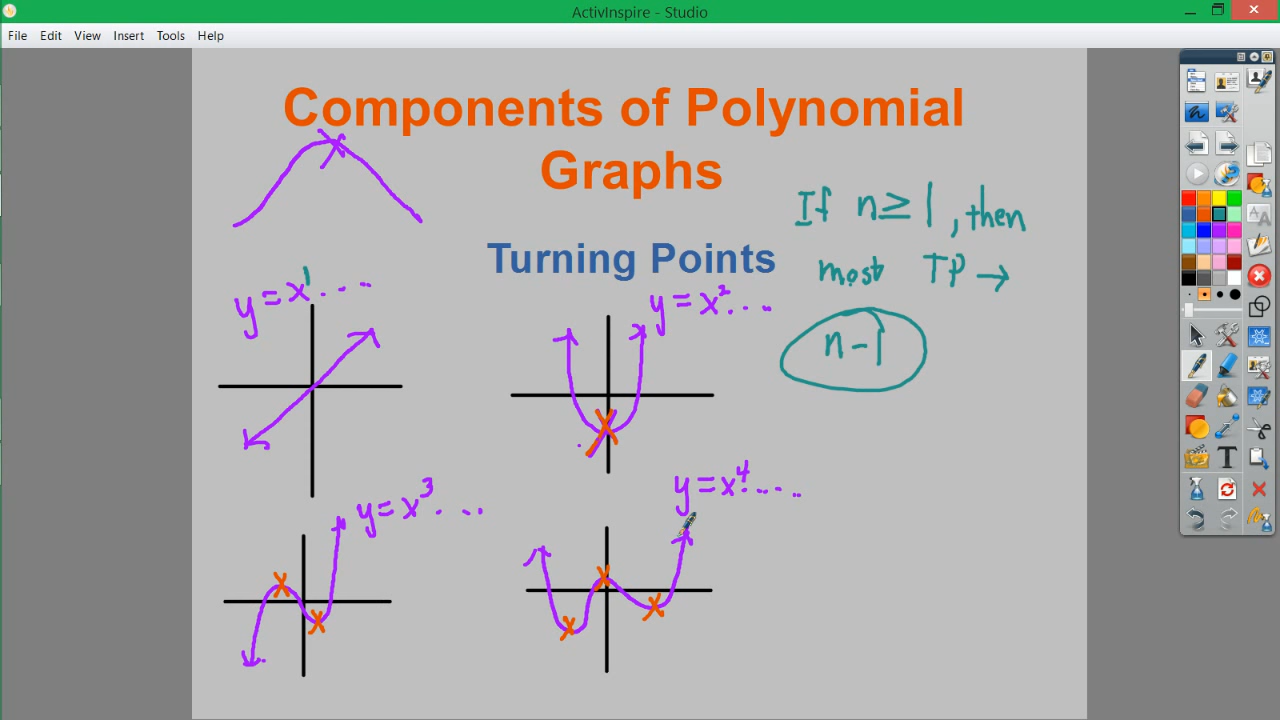 ActivInspire - Studio
File Edit View Insert Tools Help
Components of Polynomial
Graphs
Turning Points
If n ≥ 1, then
most TP →
n-1
y = x¹...
y = x²...
y = x³...
y = x⁴....